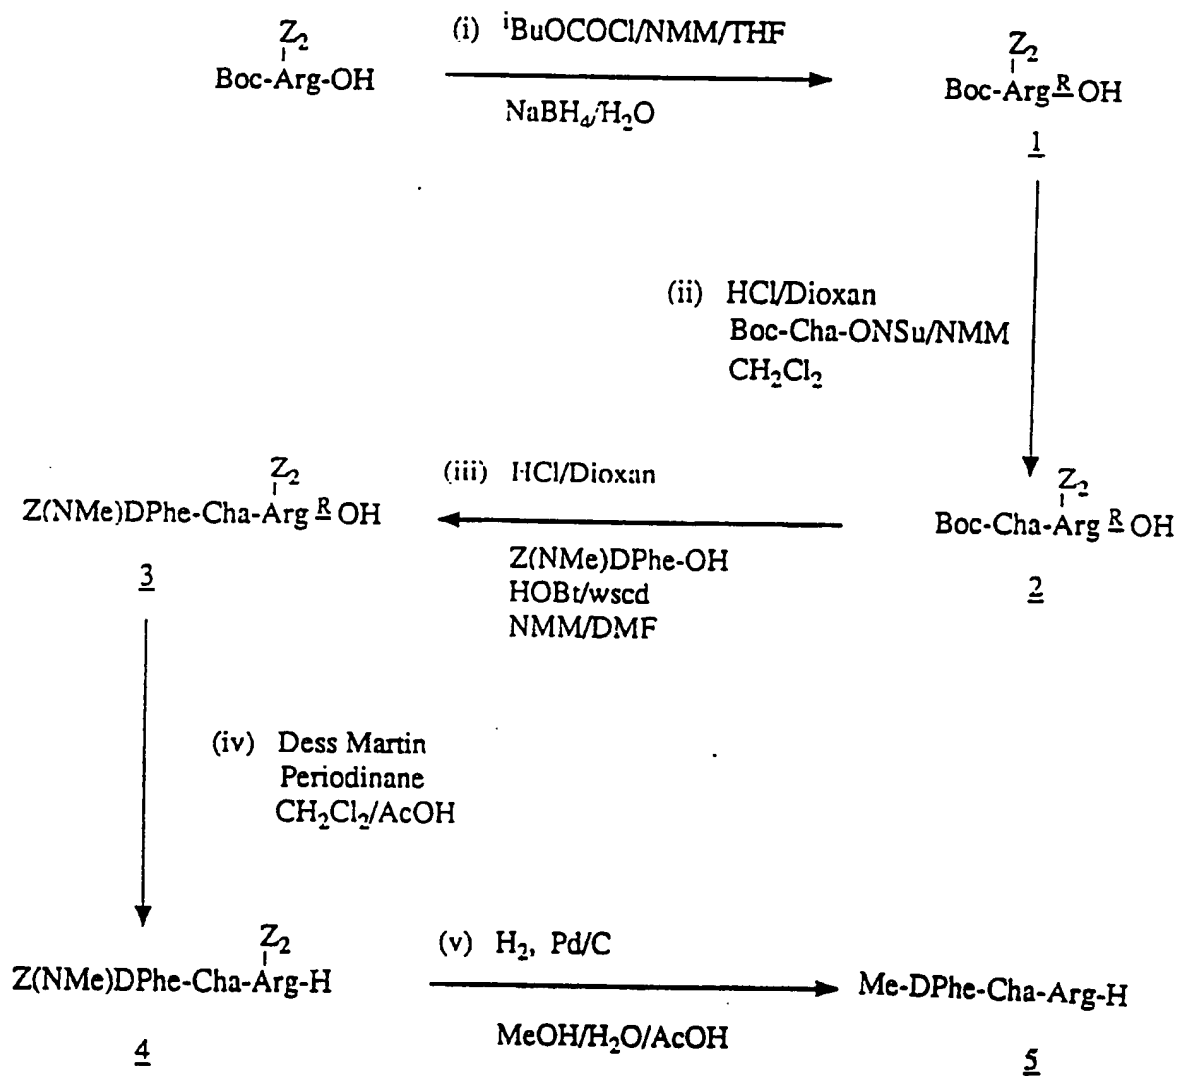 Z₂
Boc-Arg-OH
(i) ⁱBuOCOCl/NMM/THF
NaBH₄/H₂O
Z₂
Boc-Arg R OH
1
(ii) HCl/Dioxan
Boc-Cha-ONSu/NMM
CH₂Cl₂
Z₂
Boc-Cha-Arg R OH
2
(iii) HCl/Dioxan
Z(NMe)DPhe-OH
HOBt/wscd
NMM/DMF
Z₂
Z(NMe)DPhe-Cha-Arg R OH
3
(iv) Dess Martin
Periodinane
CH₂Cl₂/AcOH
Z₂
Z(NMe)DPhe-Cha-Arg-H
4
(v) H₂, Pd/C
MeOH/H₂O/AcOH
Me-DPhe-Cha-Arg-H
5